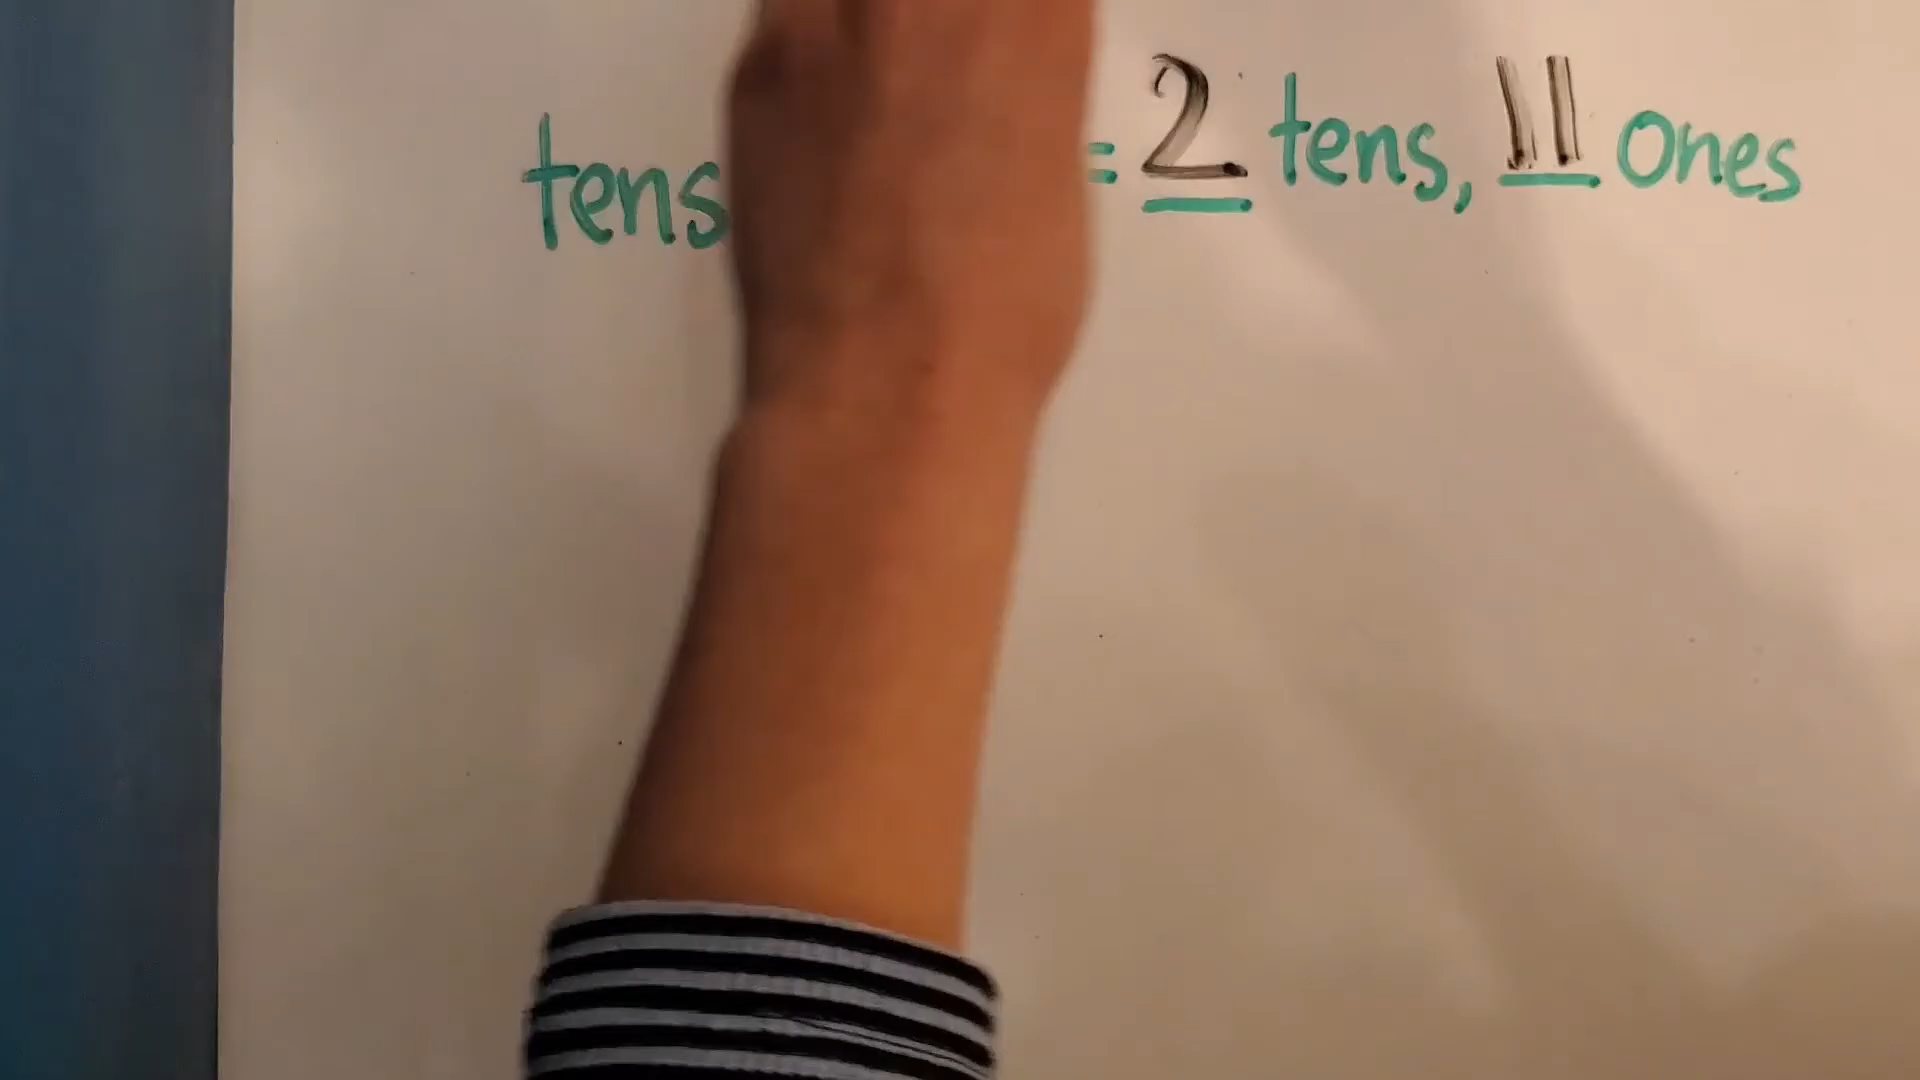 tens = 2 tens, 11 ones